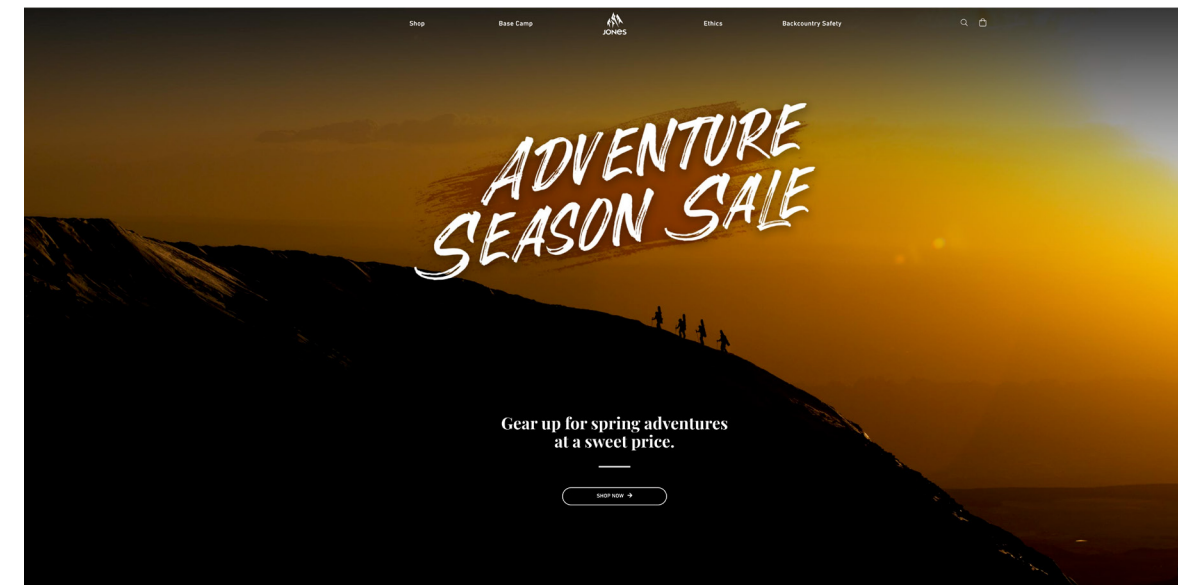 Shop
Base Camp
JONES
Ethics
Backcountry Safety
ADVENTURE
SEASON SALE
Gear up for spring adventures
at a sweet price.
SHOP NOW →